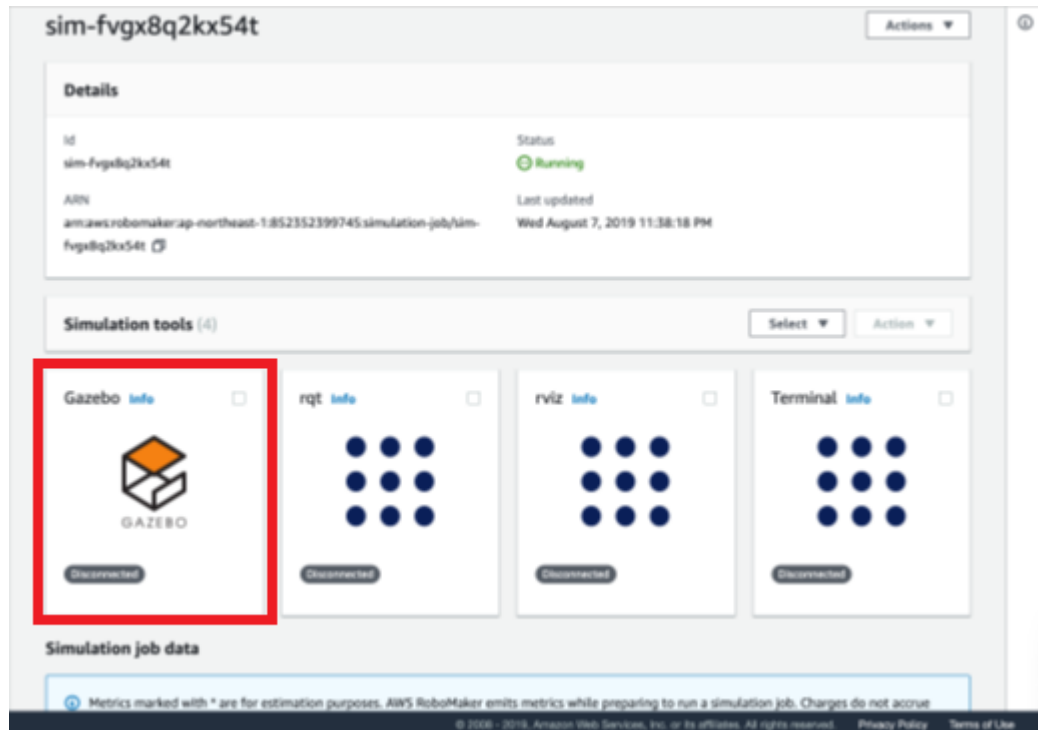 sim-fvgx8q2kx54t
Actions
Details
Id
sim-fvgx8q2kx54t
Status
Running
ARN
arn:aws:robomaker:ap-northeast-1:852352399745:simulation-job/sim-
fvgx8q2kx54t
Last updated
Wed August 7, 2019 11:38:18 PM
Simulation tools (4)
Select
Action
Gazebo Info
GAZEBO
Disconnected
rqt Info
Disconnected
rviz Info
Disconnected
Terminal Info
Disconnected
Simulation job data
Metrics marked with * are for estimation purposes. AWS RoboMaker emits metrics while preparing to run a simulation job. Charges do not accrue
© 2008 - 2019, Amazon Web Services, Inc. or its affiliates. All rights reserved. Privacy Policy Terms of Use